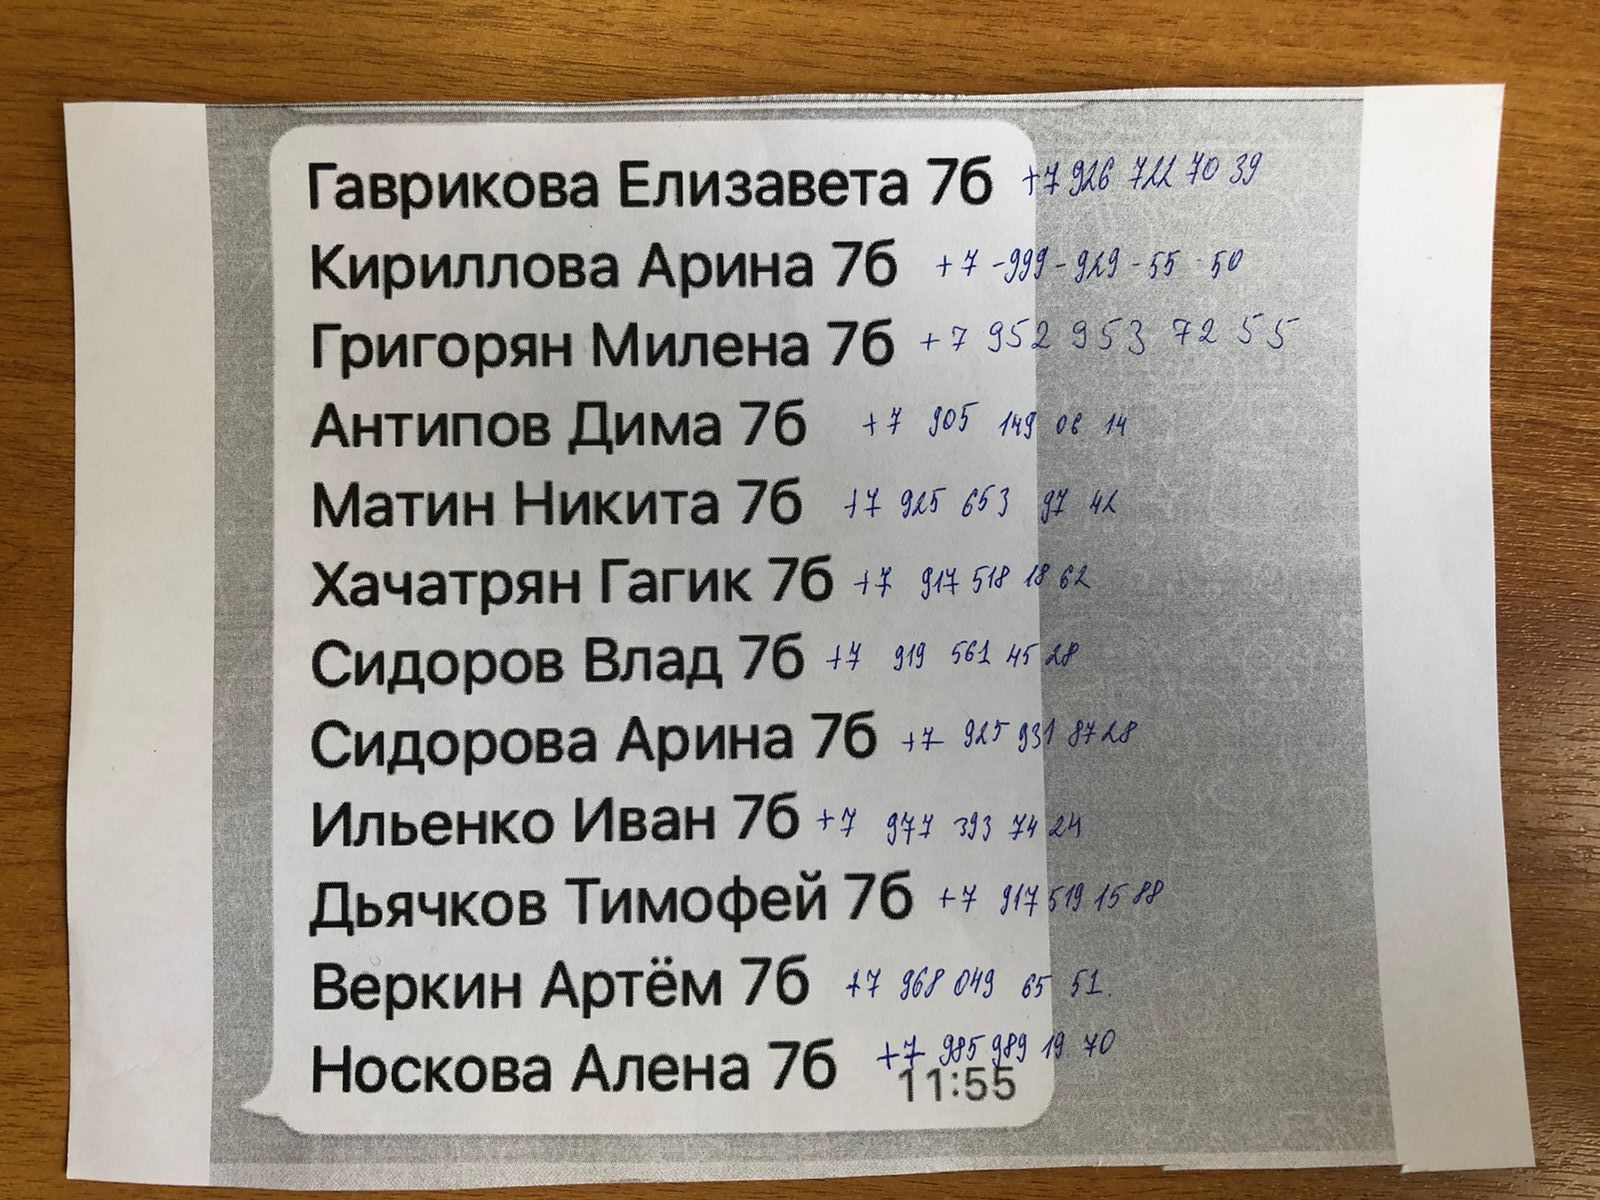 Гаврикова Елизавета 7б +7 926 722 70 39
Кириллова Арина 7б +7 -999-929-55-50
Григорян Милена 7б +7 952 953 72 55
Антипов Дима 7б +7 905 149 06 14
Матин Никита 7б +7 925 653 97 42
Хачатрян Гагик 7б +7 917 518 18 62
Сидоров Влад 7б +7 919 561 45 28
Сидорова Арина 7б +7 925 931 87 28
Ильенко Иван 7б +7 977 393 74 24
Дьячков Тимофей 7б +7 917 519 15 88
Веркин Артём 7б +7 968 049 65 51.
Носкова Алена 7б +7 985 989 19 70
11:55